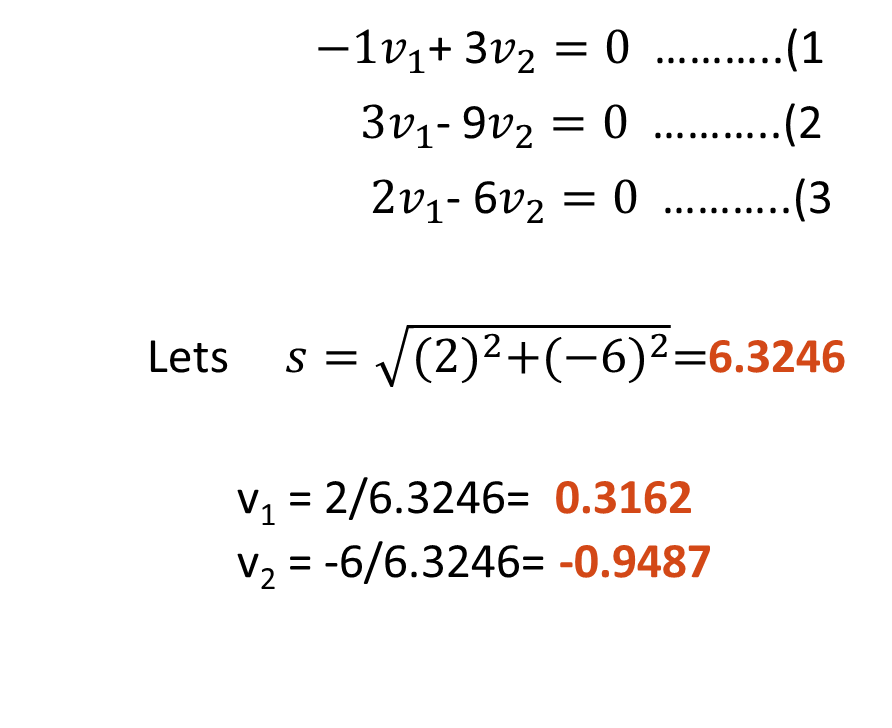 −1v₁+ 3v₂ = 0 ………..(1
3v₁- 9v₂ = 0 ………..(2
2v₁- 6v₂ = 0 ………..(3
Lets s = √((2)²+(−6)²)=6.3246
v₁ = 2/6.3246= 0.3162
v₂ = -6/6.3246= -0.9487